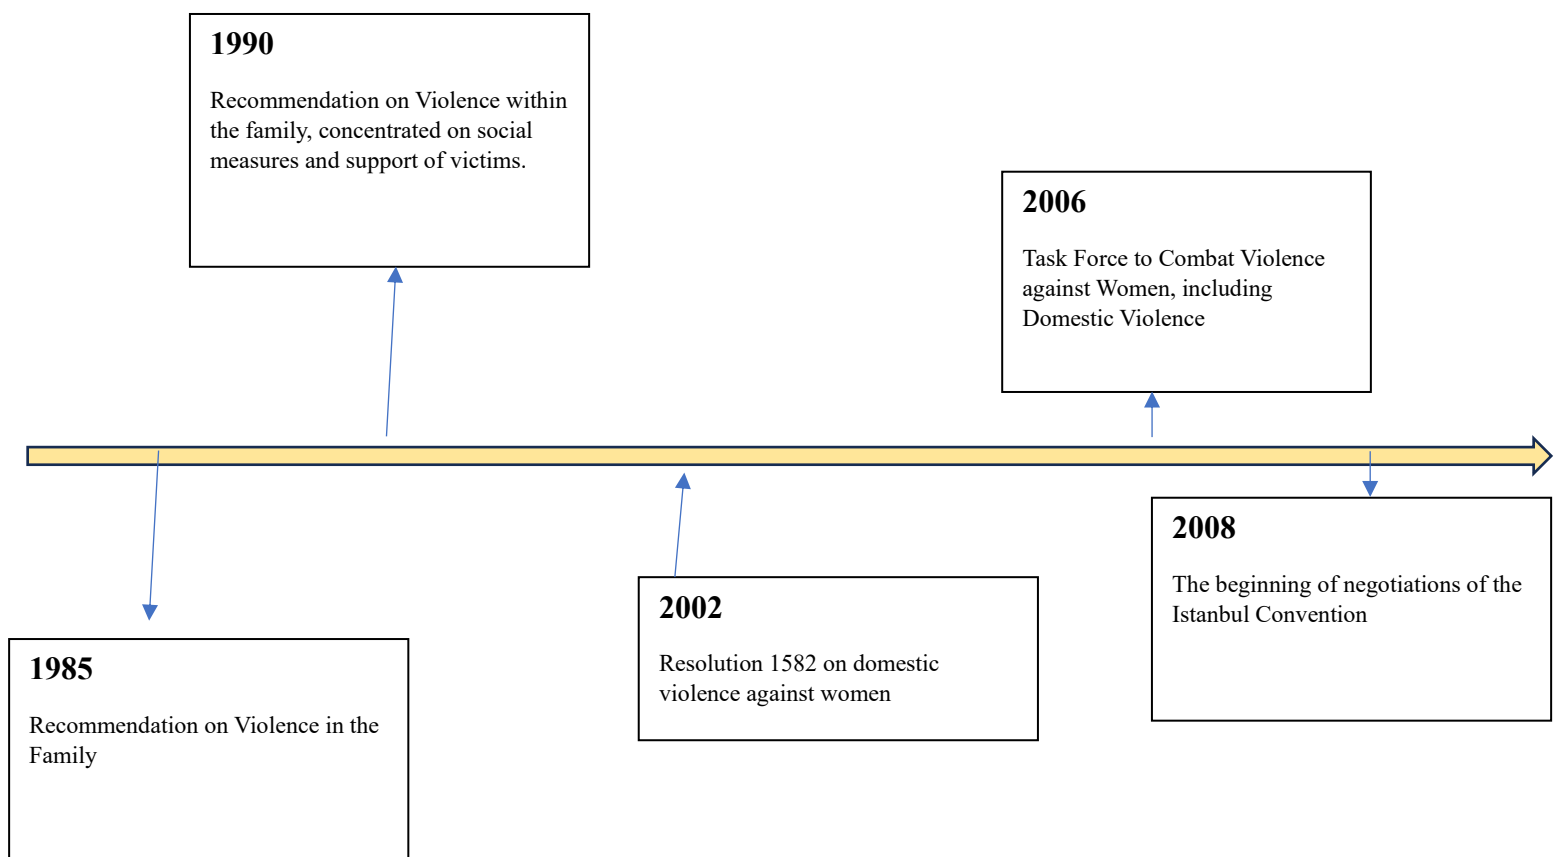 1990
Recommendation on Violence within
the family, concentrated on social
measures and support of victims.
2006
Task Force to Combat Violence
against Women, including
Domestic Violence
2008
The beginning of negotiations of the
Istanbul Convention
2002
Resolution 1582 on domestic
violence against women
1985
Recommendation on Violence in the
Family